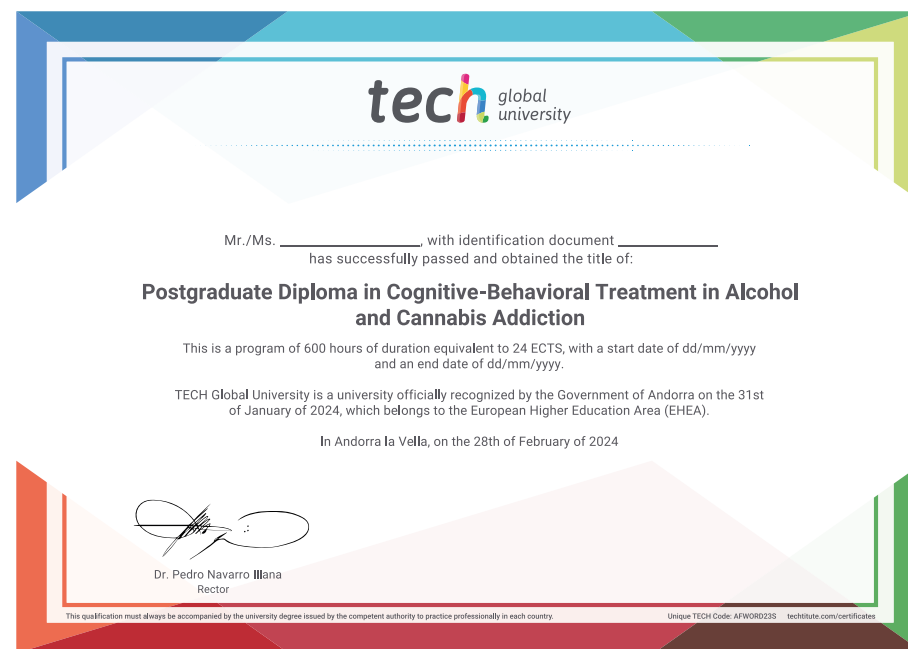 tech global university
Mr./Ms. ____________________, with identification document ______________
has successfully passed and obtained the title of:
Postgraduate Diploma in Cognitive-Behavioral Treatment in Alcohol
and Cannabis Addiction
This is a program of 600 hours of duration equivalent to 24 ECTS, with a start date of dd/mm/yyyy
and an end date of dd/mm/yyyy.
TECH Global University is a university officially recognized by the Government of Andorra on the 31st
of January of 2024, which belongs to the European Higher Education Area (EHEA).
In Andorra la Vella, on the 28th of February of 2024
Dr. Pedro Navarro Illana
Rector
This qualification must always be accompanied by the university degree issued by the competent authority to practice professionally in each country.
Unique TECH Code: AFWORD23S techtitute.com/certificates